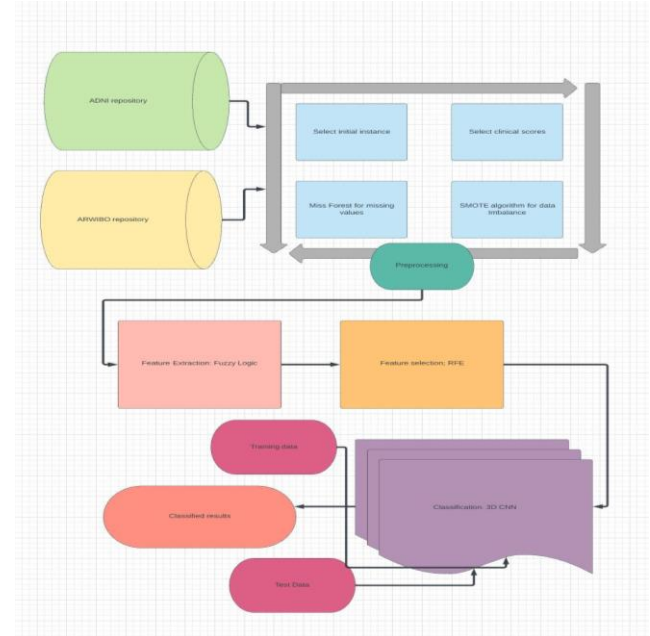 ADNI repository
Select initial instance
Select clinical scores
ARWIBO repository
Miss Forest for missing
values
SMOTE algorithm for data
Imbalance
Preprocessing
Feature Extraction; Fuzzy Logic
Feature selection; RFE
Training data
Classification 3D CNN
Classified results
Test Data